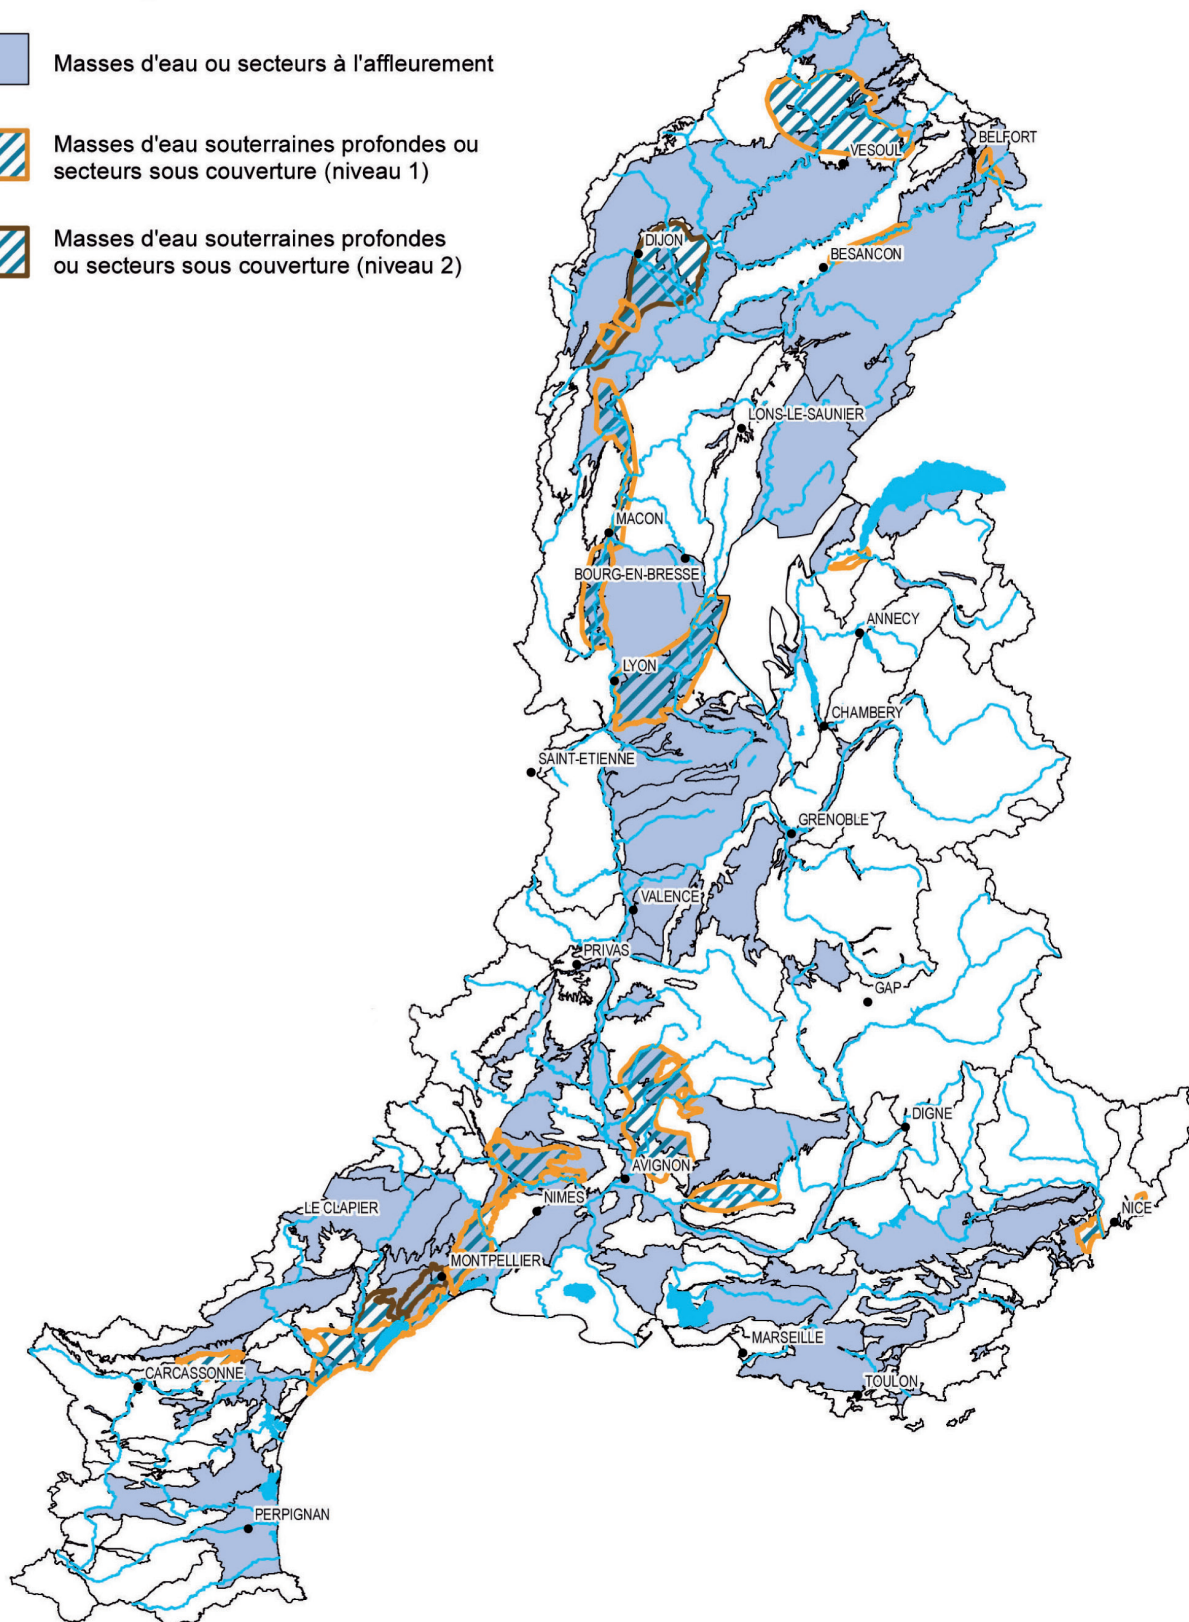 Masses d'eau ou secteurs à l'affleurement
Masses d'eau souterraines profondes ou
secteurs sous couverture (niveau 1)
Masses d'eau souterraines profondes
ou secteurs sous couverture (niveau 2)
BELFORT
VESOUL
DIJON
BESANCON
LONS-LE-SAUNIER
MACON
BOURG-EN-BRESSE
ANNECY
LYON
CHAMBERY
SAINT-ETIENNE
GRENOBLE
VALENCE
PRIVAS
GAP
DIGNE
AVIGNON
NIMES
LE CLAPIER
NICE
MONTPELLIER
MARSEILLE
CARCASSONNE
TOULON
PERPIGNAN